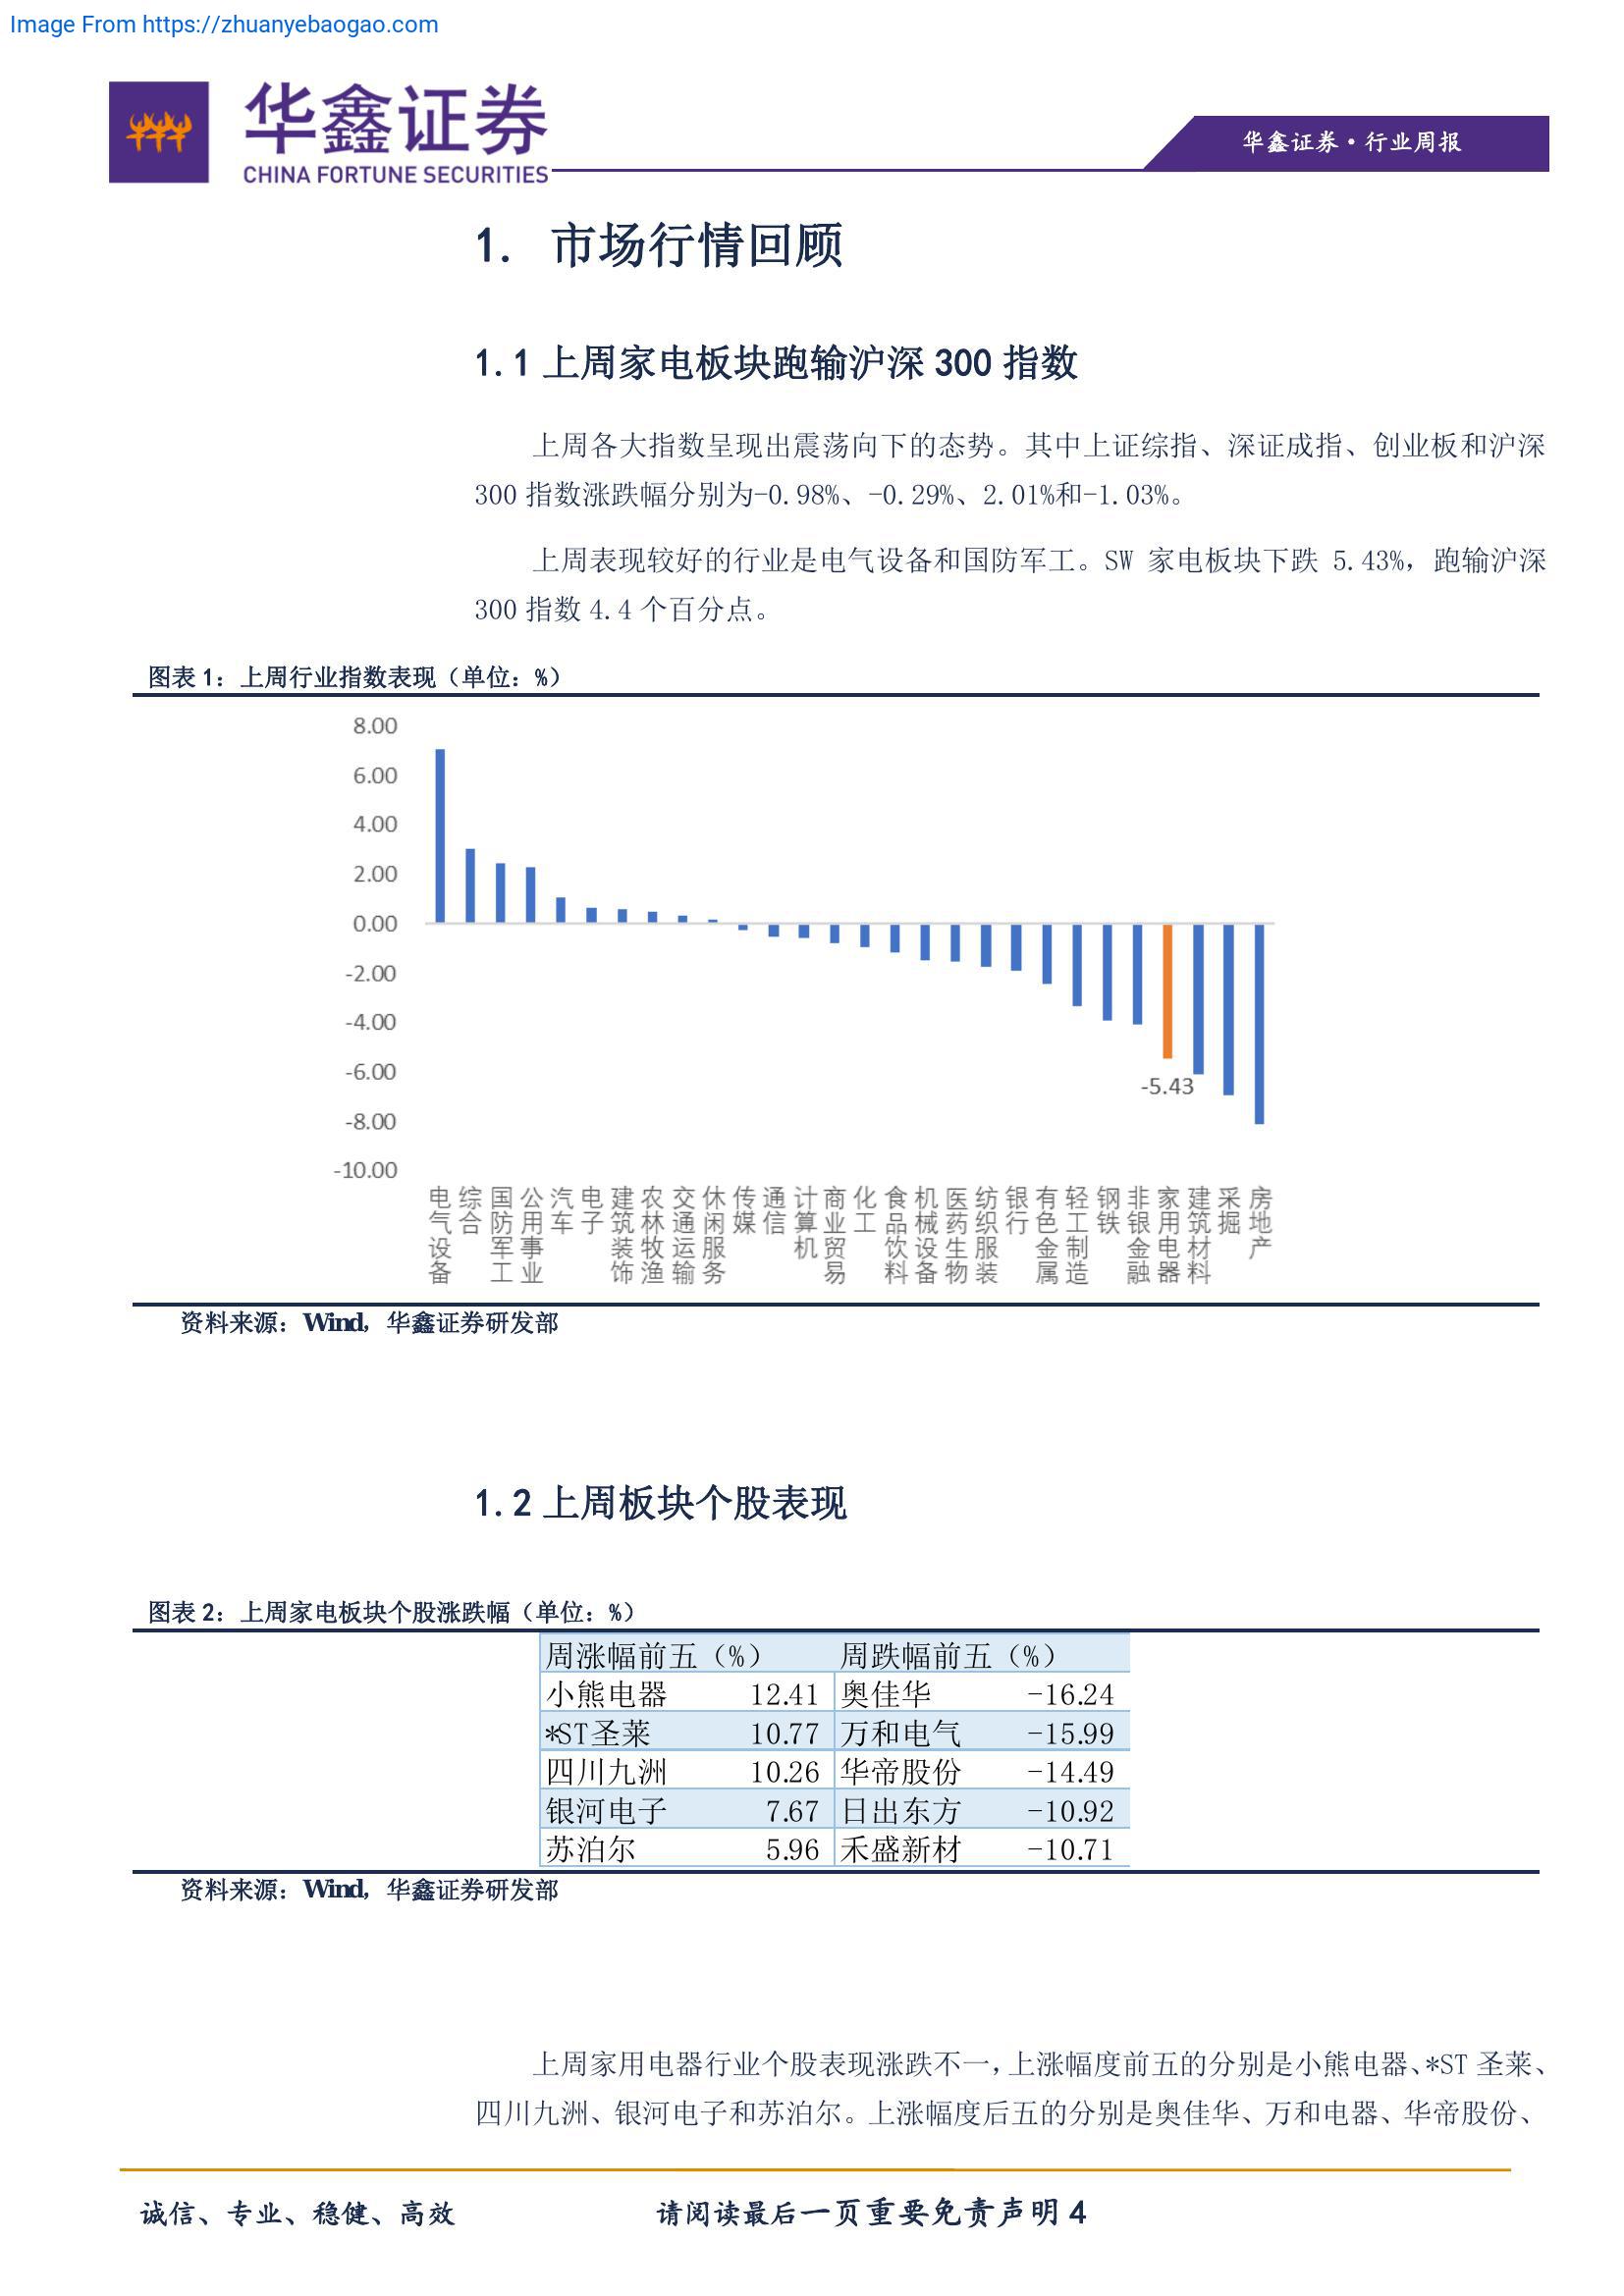 Image From https://zhuanyebaogao.com
华鑫证券
CHINA FORTUNE SECURITIES
华鑫证券·行业周报
1. 市场行情回顾
1.1 上周家电板块跑输沪深 300 指数
上周各大指数呈现出震荡向下的态势。其中上证综指、深证成指、创业板和沪深
300 指数涨跌幅分别为-0.98%、-0.29%、2.01%和-1.03%。
上周表现较好的行业是电气设备和国防军工。SW 家电板块下跌 5.43%，跑输沪深
300 指数 4.4 个百分点。
图表 1：上周行业指数表现（单位：%）
8.00
6.00
4.00
2.00
0.00
-2.00
-4.00
-6.00
-8.00
-10.00
-5.43
电气设备
综合
国防军工
公用事业
汽车
电子
建筑装饰
农林牧渔
交通运输
休闲服务
传媒
通信
计算机
商业贸易
化工
食品饮料
机械设备
医药生物
纺织服装
银行
有色金属
轻工制造
钢铁
非银金融
家用电器
建筑材料
采掘
房地产
资料来源：Wind，华鑫证券研发部
1.2 上周板块个股表现
图表 2：上周家电板块个股涨跌幅（单位：%）
周涨幅前五（%） 周跌幅前五（%）
小熊电器 12.41 奥佳华 -16.24
*ST圣莱 10.77 万和电气 -15.99
四川九洲 10.26 华帝股份 -14.49
银河电子 7.67 日出东方 -10.92
苏泊尔 5.96 禾盛新材 -10.71
资料来源：Wind，华鑫证券研发部
上周家用电器行业个股表现涨跌不一，上涨幅度前五的分别是小熊电器、*ST 圣莱、
四川九洲、银河电子和苏泊尔。上涨幅度后五的分别是奥佳华、万和电器、华帝股份、
诚信、专业、稳健、高效 请阅读最后一页重要免责声明 4